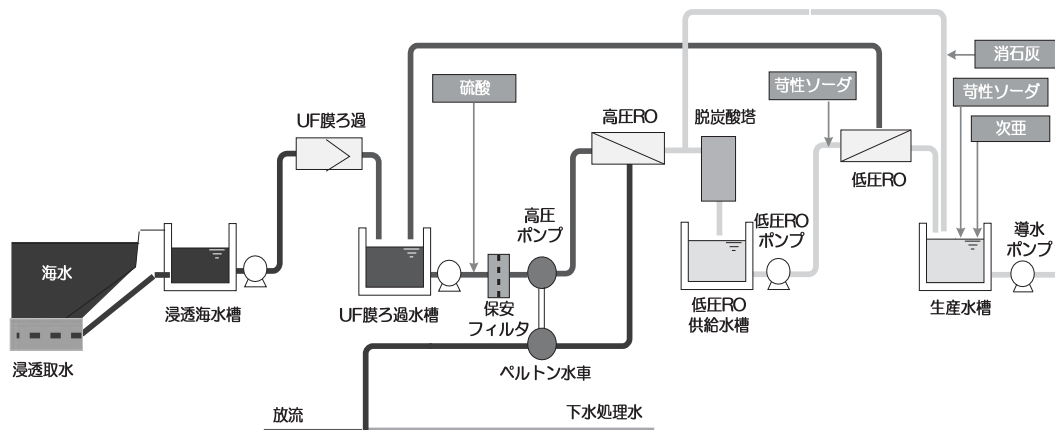 消石灰
硫酸
苛性ソーダ
苛性ソーダ
高圧RO
脱炭酸塔
UF膜ろ過
次亜
低圧RO
高圧
ポンプ
低圧RO
ポンプ
導水
ポンプ
海水
浸透海水槽
UF膜ろ過水槽
保安
フィルタ
低圧RO
供給水槽
生産水槽
浸透取水
ペルトン水車
放流
下水処理水